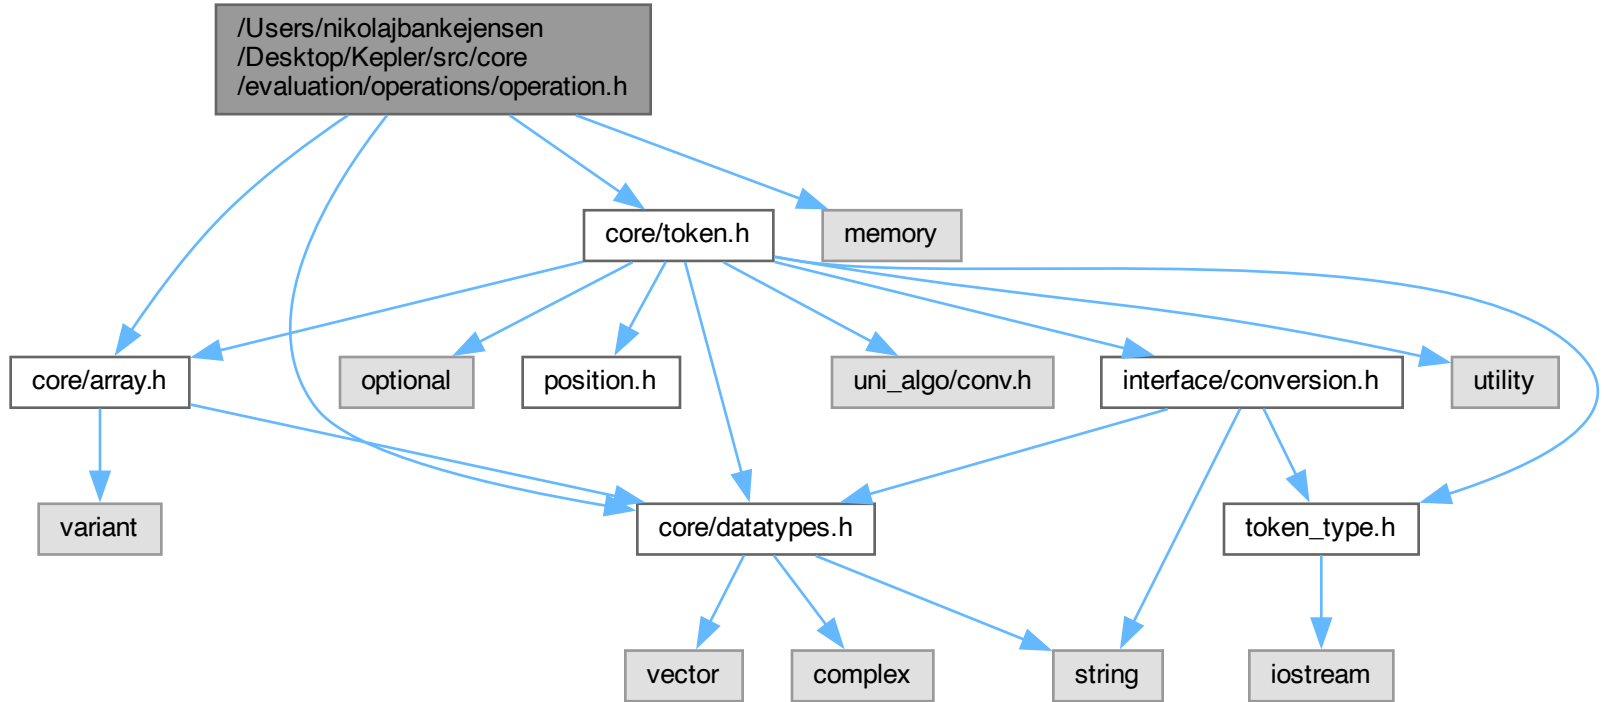 /Users/nikolajbankejensen
/Desktop/Kepler/src/core
/evaluation/operations/operation.h
core/token.h
memory
core/array.h
optional
position.h
uni_algo/conv.h
interface/conversion.h
utility
variant
core/datatypes.h
token_type.h
vector
complex
string
iostream